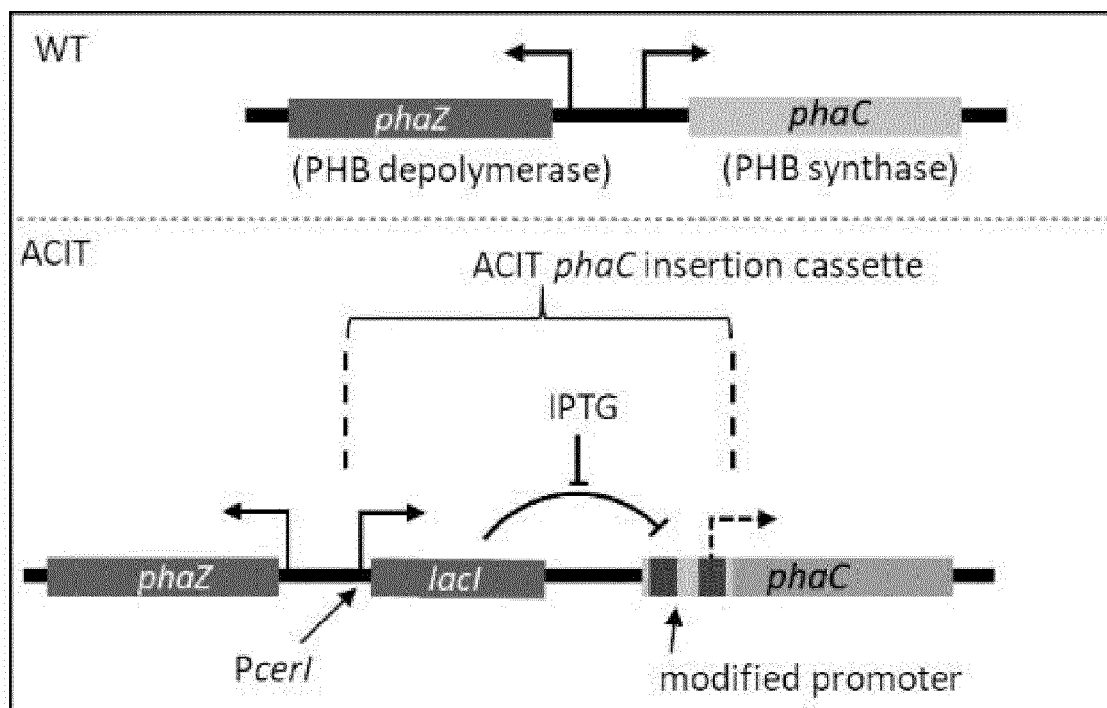 WT
phaZ
phaC
(PHB depolymerase)
(PHB synthase)
ACIT
ACIT phaC insertion cassette
IPTG
phaZ
lacI
phaC
PcerI
modified promoter